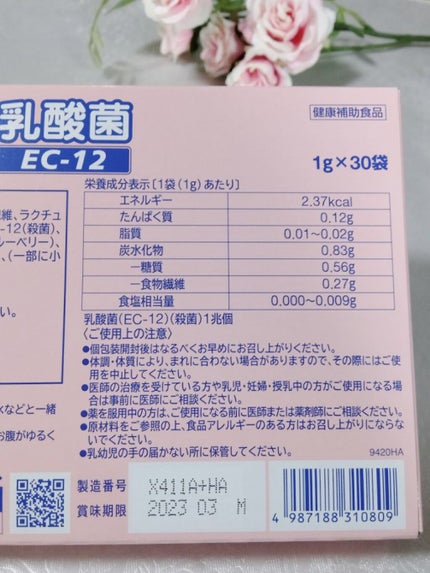 乳酸菌
EC-12
健康補助食品
1g×30袋
栄養成分表示[1袋(1g)あたり]
エネルギー 2.37kcal
たんぱく質 0.12g
脂質 0.01〜0.02g
炭水化物 0.83g
−糖質 0.56g
−食物繊維 0.27g
食塩相当量 0.000〜0.009g
乳酸菌(EC-12)(殺菌)1兆個
維、ラクチュ
-12(殺菌)、
ルーベリー)、
、(一部に小
い。
水などと一緒
お腹がゆるく
〈ご使用上の注意〉
●個包装開封後はなるべくお早めにお召し上がりください。
●体調・体質により、まれに合わない場合がありますので、その際にはご使
用を中止してください。
●医師の治療を受けている方や乳児・妊婦・授乳中の方がご使用になる場
合は事前に医師にご相談ください。
●薬を服用中の方は、ご使用になる前に医師または薬剤師にご相談ください。
●原材料をご参照の上、食品アレルギーのある方はお召し上がりにならな
いでください。
●乳幼児の手の届かない所に保管してください。
9420HA
製造番号 X411A+HA
賞味期限 2023 03 M
4 987188 310809